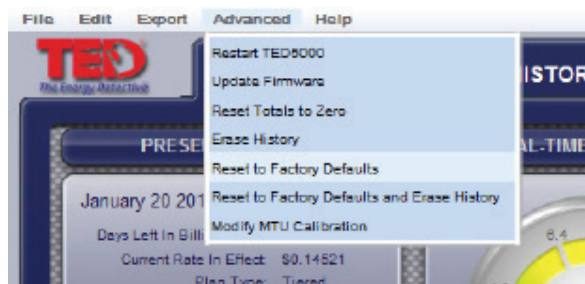 File Edit Export Advanced Help
TED
The Energy Detective
Restart TED5000
Update Firmware
Reset Totals to Zero
Erase History
Reset to Factory Defaults
Reset to Factory Defaults and Erase History
Modify MTU Calibration
ISTOR
PRESE
AL-TIME
January 20 201
Days Left In Billi
Current Rate In Effect: $0.14521
Plan Type: Tiered
6.4